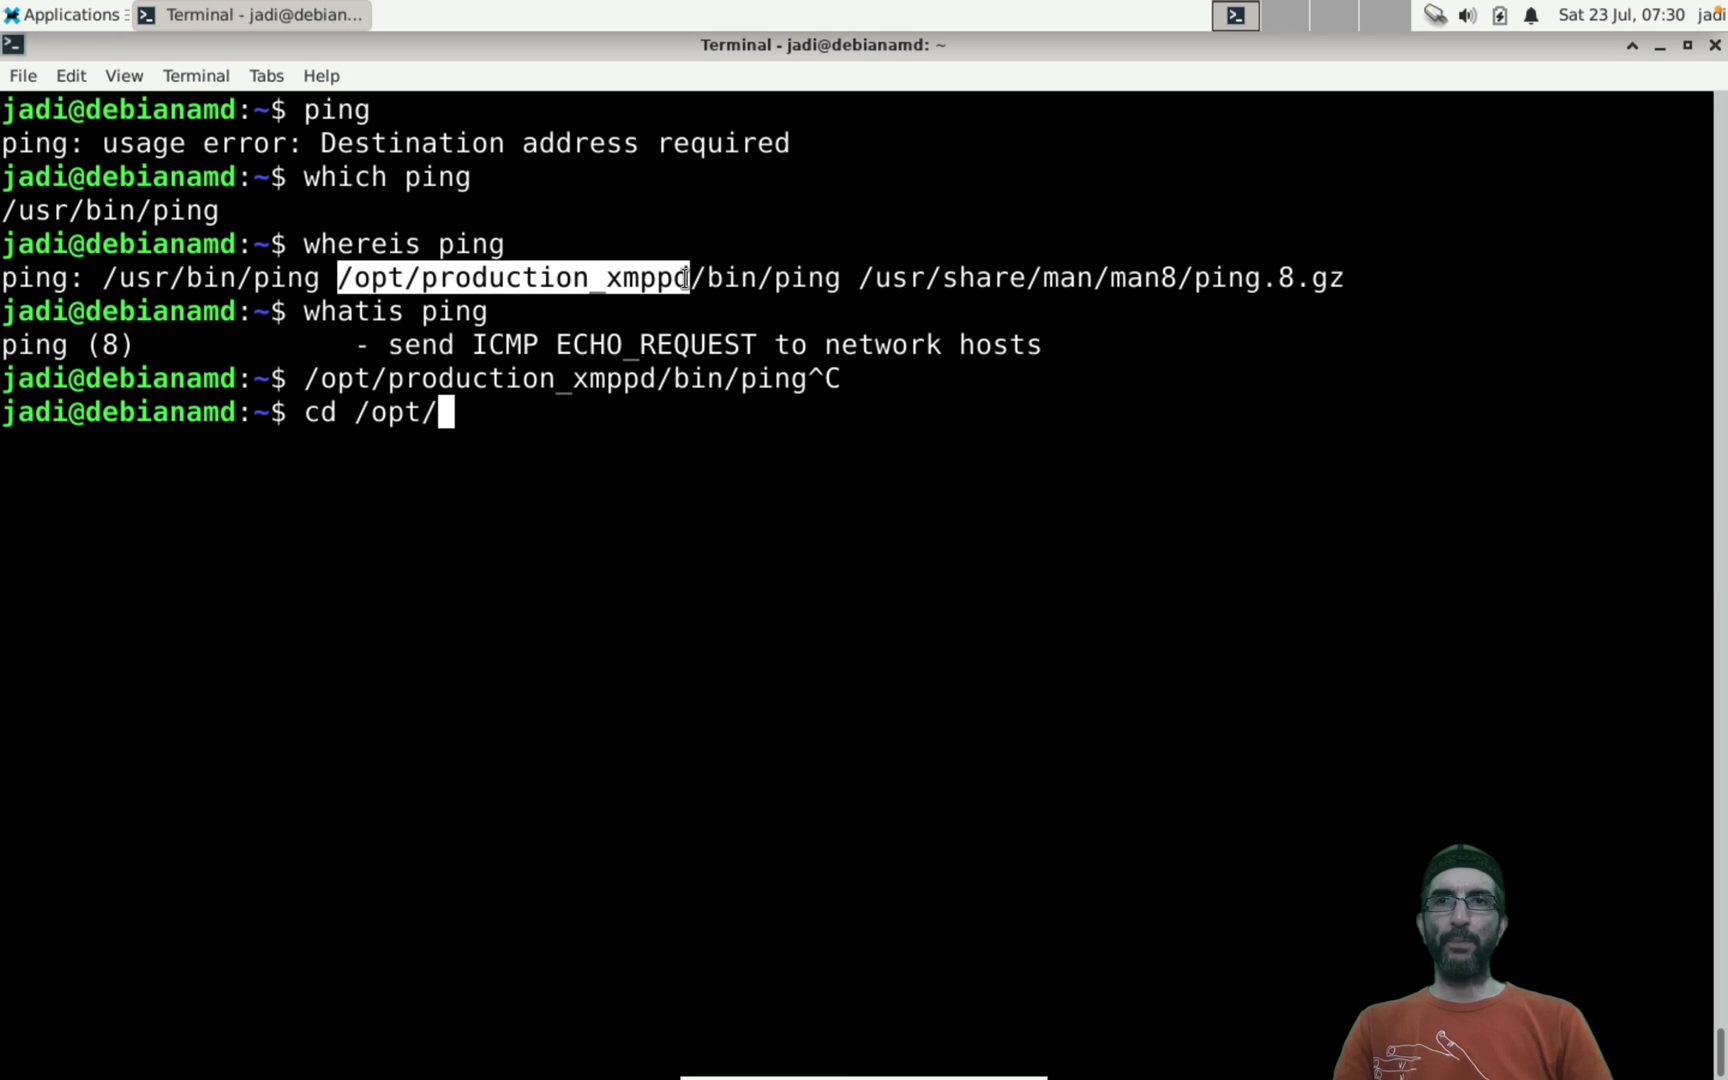 Applications
Terminal - jadi@debian...
Sat 23 Jul, 07:30 jadi
Terminal - jadi@debianamd: ~
File Edit View Terminal Tabs Help
jadi@debianamd:~$ ping
ping: usage error: Destination address required
jadi@debianamd:~$ which ping
/usr/bin/ping
jadi@debianamd:~$ whereis ping
ping: /usr/bin/ping /opt/production_xmppd/bin/ping /usr/share/man/man8/ping.8.gz
jadi@debianamd:~$ whatis ping
ping (8)             - send ICMP ECHO_REQUEST to network hosts
jadi@debianamd:~$ /opt/production_xmppd/bin/ping^C
jadi@debianamd:~$ cd /opt/